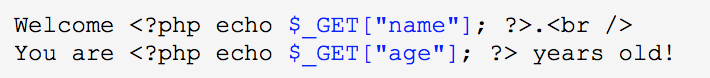 Welcome <?php echo $_GET["name"]; ?>.<br />
You are <?php echo $_GET["age"]; ?> years old!